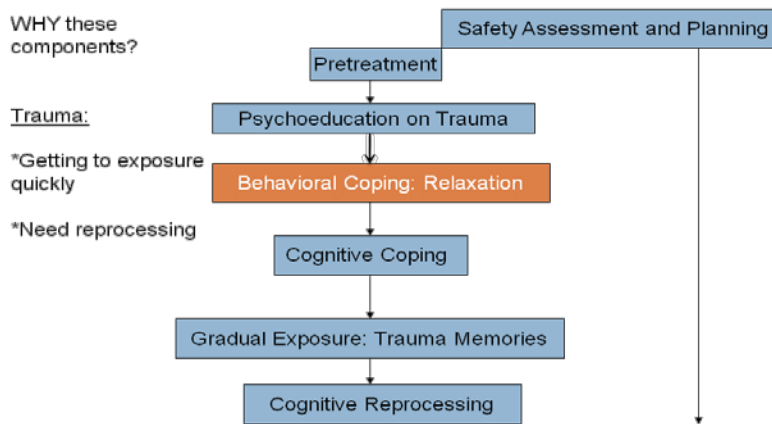 WHY these
components?
Safety Assessment and Planning
Pretreatment
Trauma:
Psychoeducation on Trauma
*Getting to exposure
quickly
Behavioral Coping: Relaxation
*Need reprocessing
Cognitive Coping
Gradual Exposure: Trauma Memories
Cognitive Reprocessing